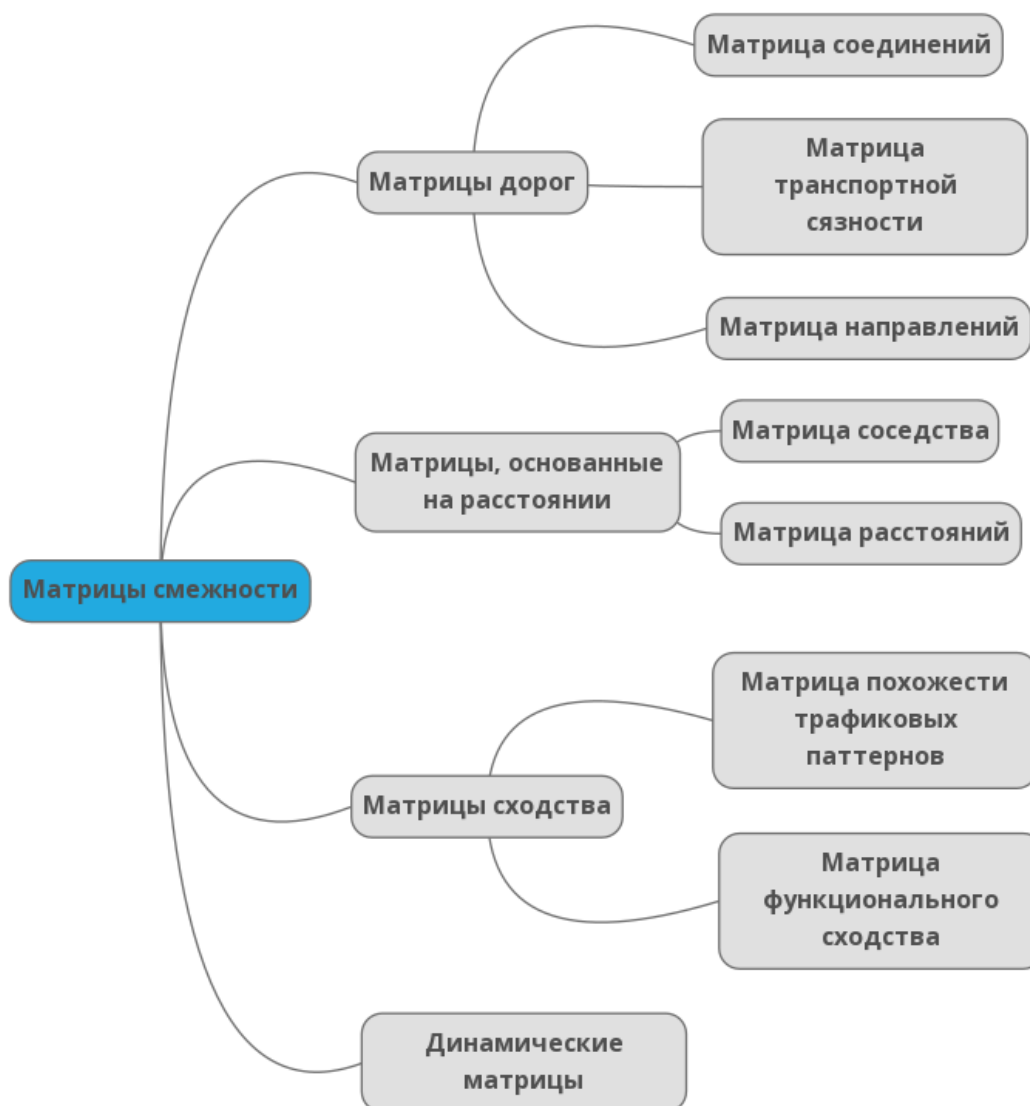 Матрица соединений
Матрицы дорог
Матрица
транспортной
сязности
Матрица направлений
Матрицы, основанные
на расстоянии
Матрица соседства
Матрица расстояний
Матрицы смежности
Матрицы сходства
Матрица похожести
трафиковых
паттернов
Матрица
функционального
сходства
Динамические
матрицы